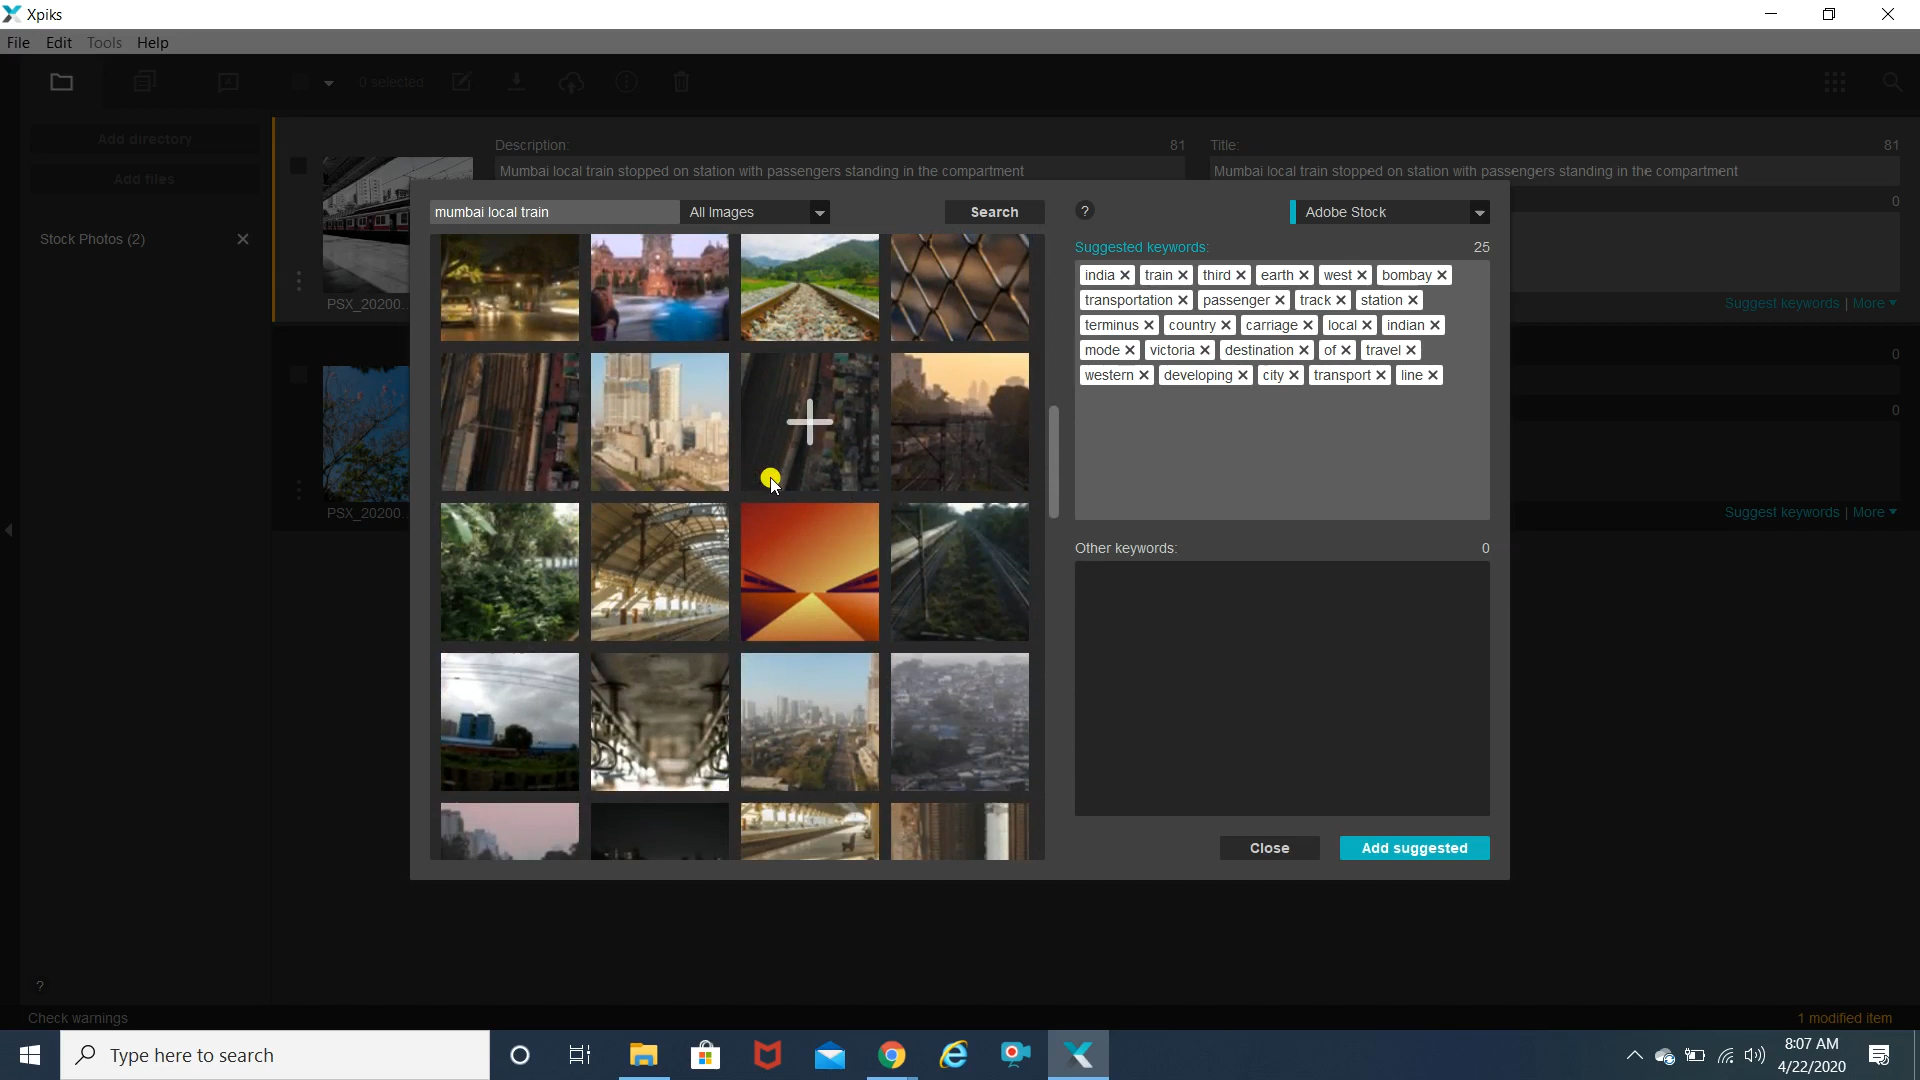 Xpiks
File Edit Tools Help
0 selected
Add directory
Add files
Stock Photos (2)
Description: 81 Title: 81
Mumbai local train stopped on station with passengers standing in the compartment Mumbai local train stopped on station with passengers standing in the compartment
0
PSX_20200..
Suggest keywords | More
0
0
PSX_20200..
Suggest keywords | More
mumbai local train All Images Search ? Adobe Stock
Suggested keywords: 25
india train third earth west bombay
transportation passenger track station
terminus country carriage local indian
mode victoria destination of travel
western developing city transport line
Other keywords: 0
Close Add suggested
?
Check warnings 1 modified item
Type here to search
8:07 AM
4/22/2020